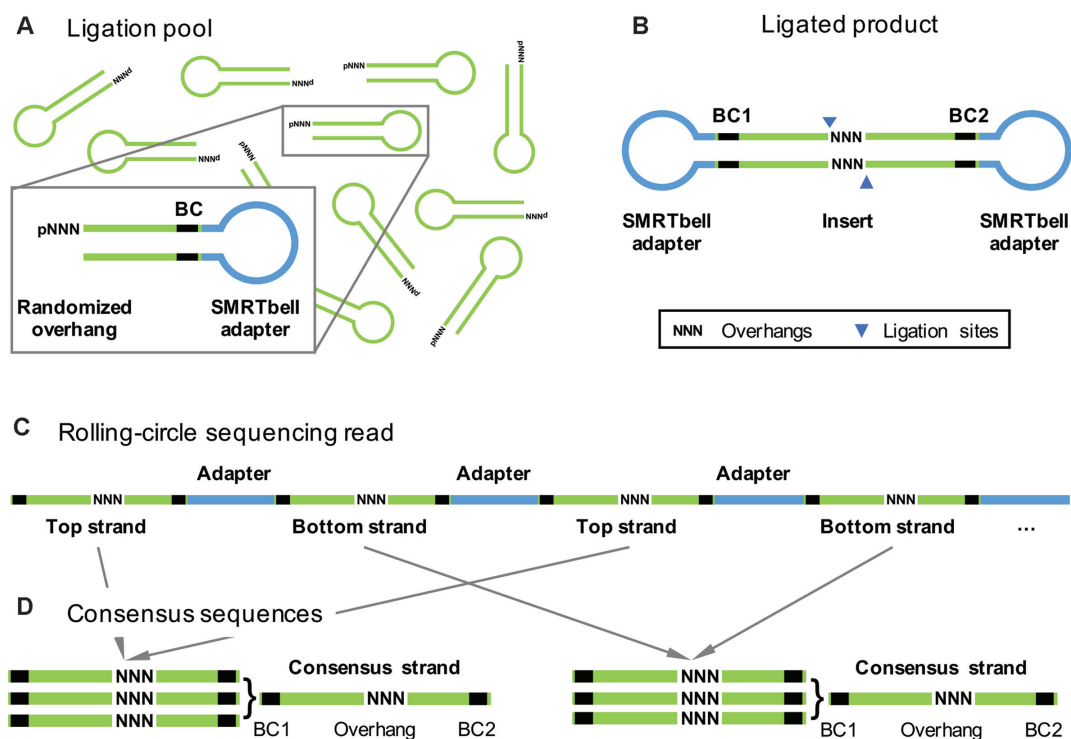 A Ligation pool
pNNN
pNNN
pNNN
pNNN
pNNN
pNNN
pNNN
pNNN
pNNN
pNNN
BC
pNNN
Randomized overhang
SMRTbell adapter
B Ligated product
BC1 BC2
NNN
NNN
SMRTbell adapter
Insert
SMRTbell adapter
NNN Overhangs Ligation sites
C Rolling-circle sequencing read
Adapter Adapter Adapter
NNN NNN NNN NNN
Top strand Bottom strand Top strand Bottom strand ...
D Consensus sequences
NNN Consensus strand NNN Consensus strand
NNN NNN NNN NNN
NNN BC1 Overhang BC2 NNN BC1 Overhang BC2